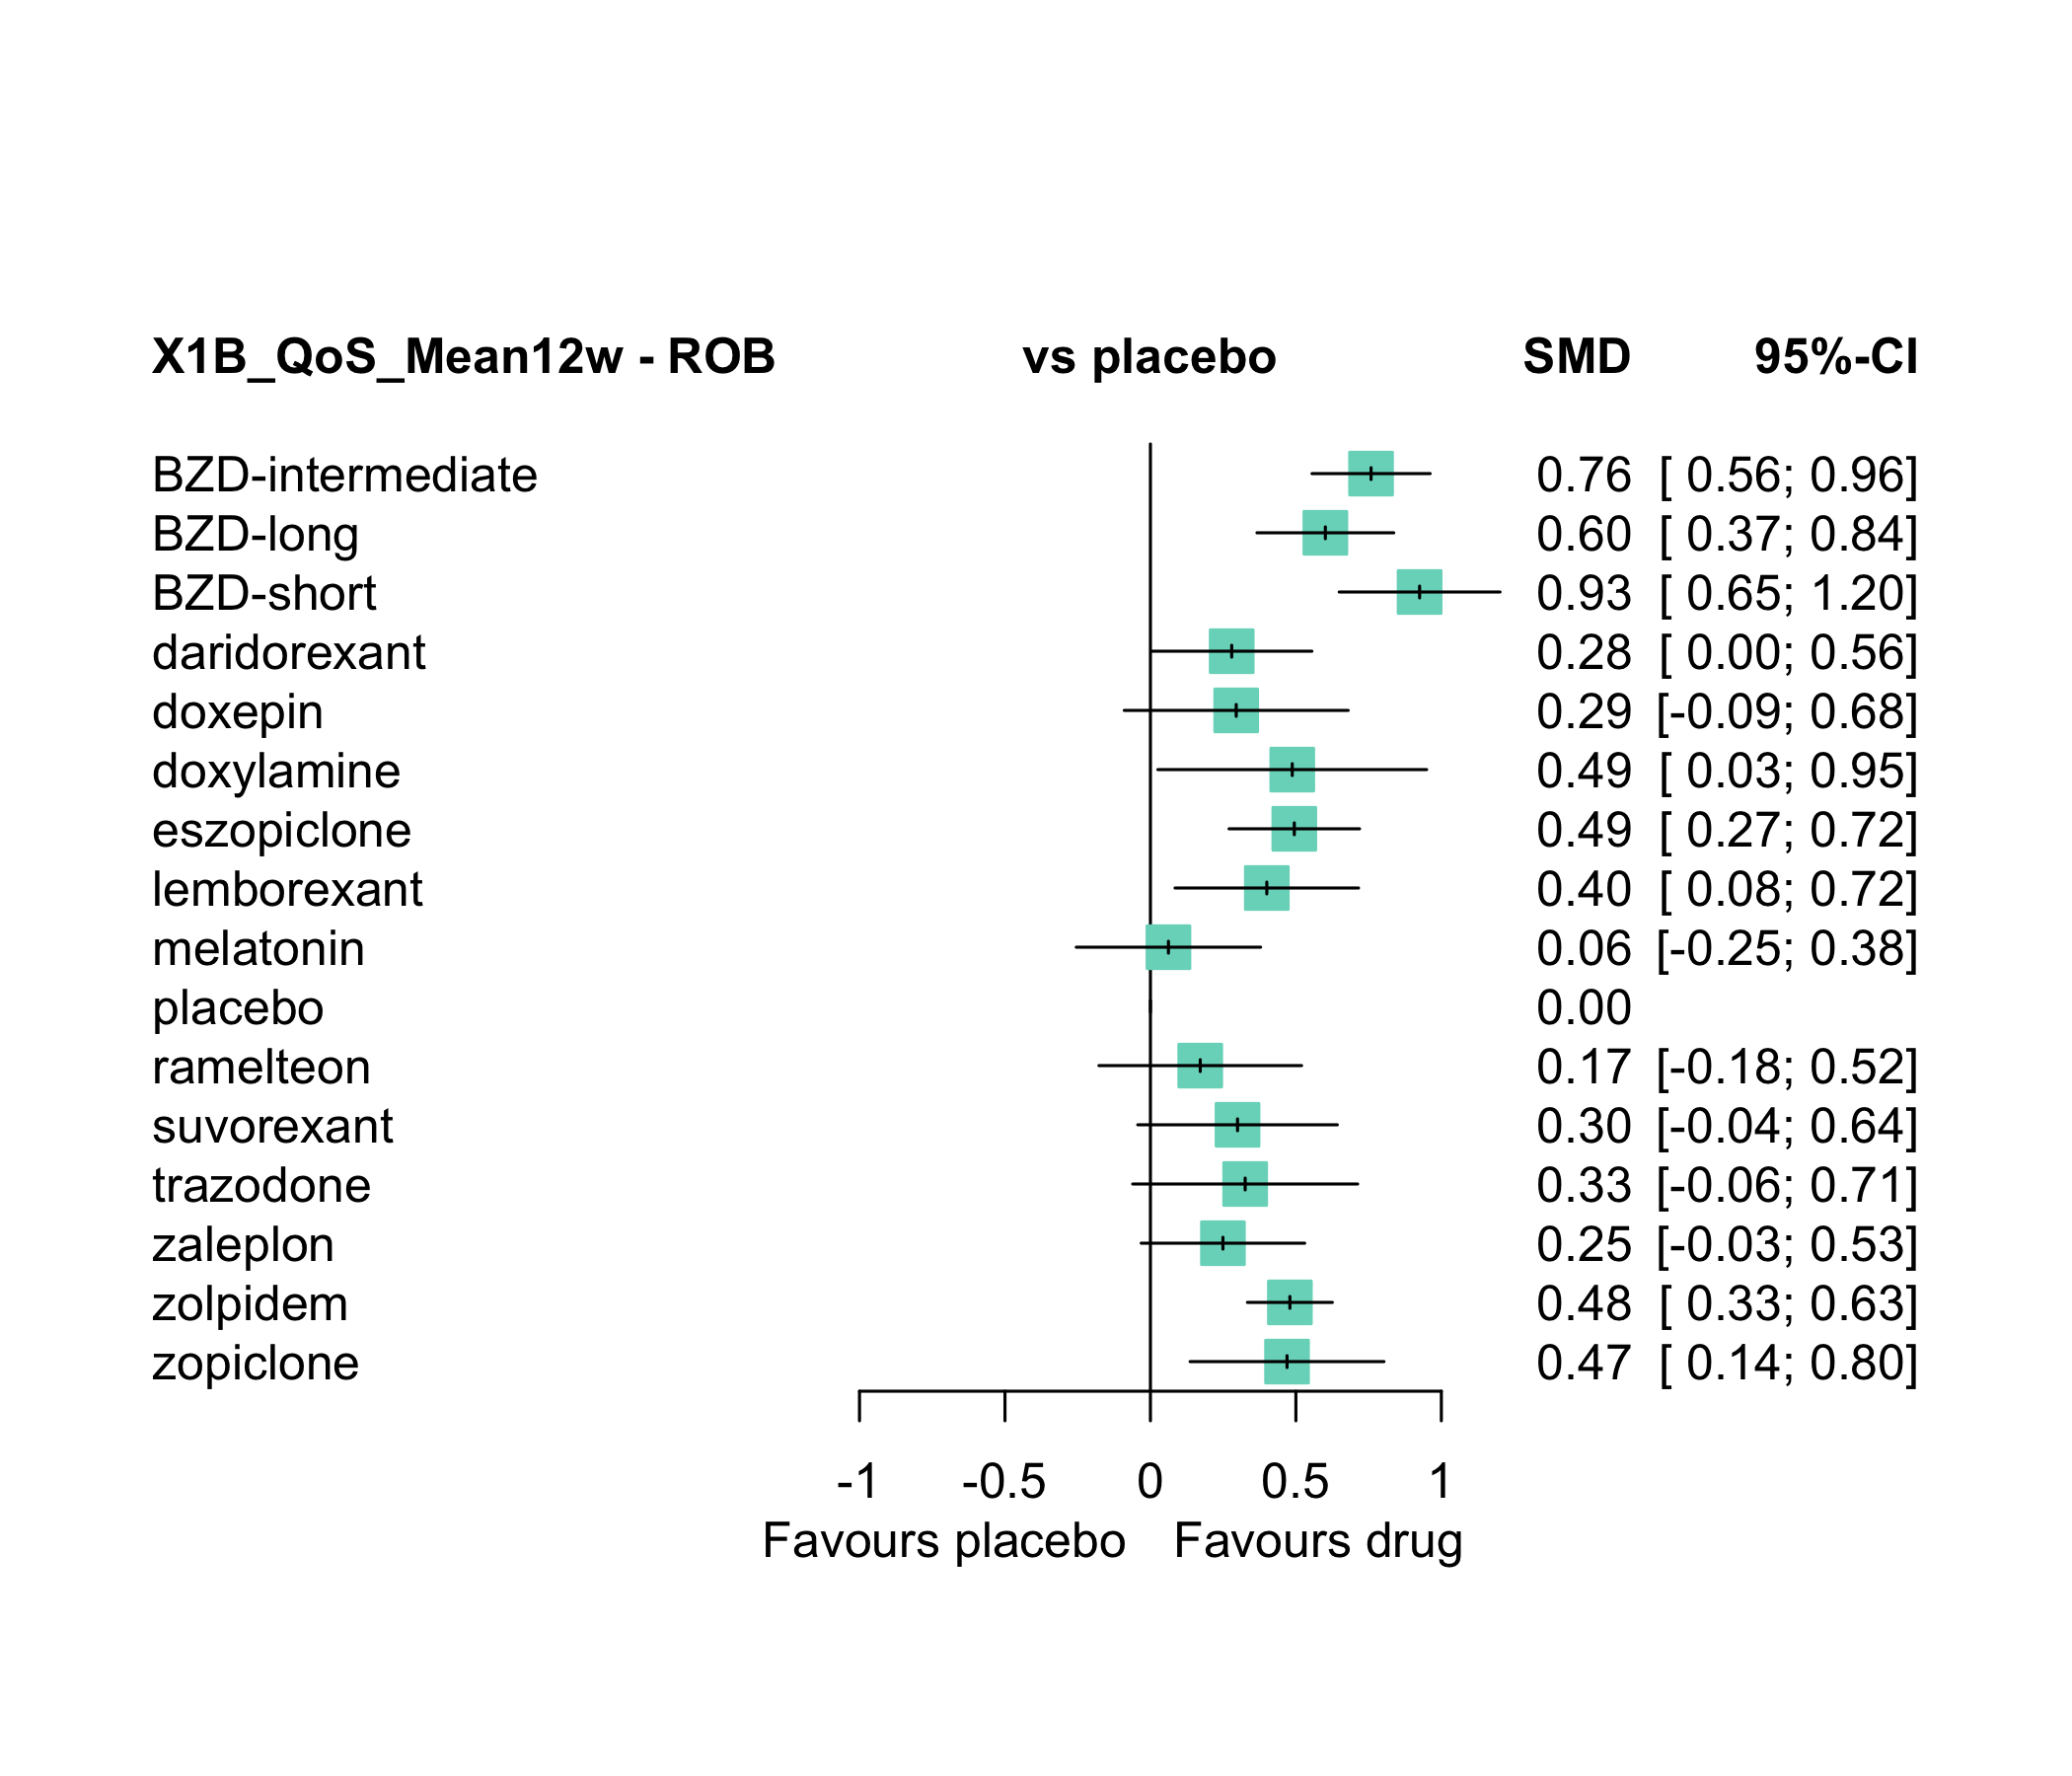 X1B_QoS_Mean12w - ROB vs placebo SMD 95%-CI
BZD-intermediate 0.76 [ 0.56; 0.96]
BZD-long 0.60 [ 0.37; 0.84]
BZD-short 0.93 [ 0.65; 1.20]
daridorexant 0.28 [ 0.00; 0.56]
doxepin 0.29 [-0.09; 0.68]
doxylamine 0.49 [ 0.03; 0.95]
eszopiclone 0.49 [ 0.27; 0.72]
lemborexant 0.40 [ 0.08; 0.72]
melatonin 0.06 [-0.25; 0.38]
placebo 0.00
ramelteon 0.17 [-0.18; 0.52]
suvorexant 0.30 [-0.04; 0.64]
trazodone 0.33 [-0.06; 0.71]
zaleplon 0.25 [-0.03; 0.53]
zolpidem 0.48 [ 0.33; 0.63]
zopiclone 0.47 [ 0.14; 0.80]
-1 -0.5 0 0.5 1
Favours placebo Favours drug